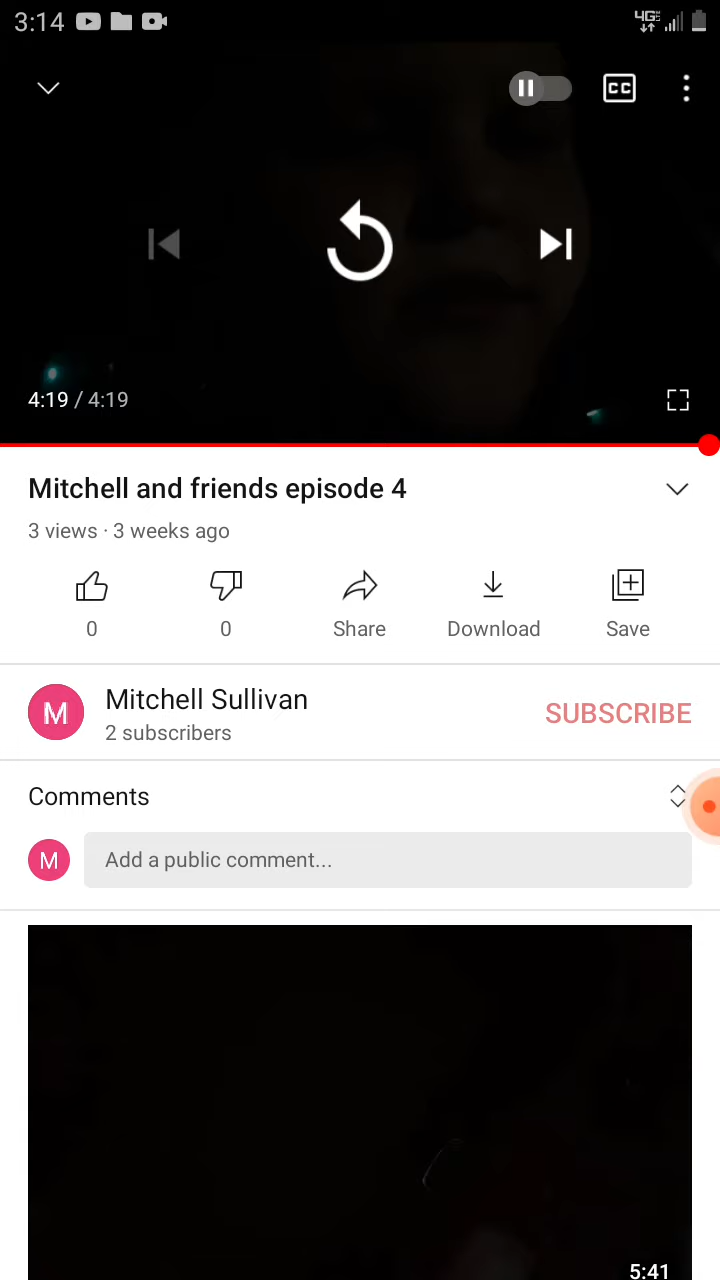 3:14
4G
CC
4:19 / 4:19
Mitchell and friends episode 4
3 views · 3 weeks ago
0
0
Share
Download
Save
M
Mitchell Sullivan
2 subscribers
SUBSCRIBE
Comments
M
Add a public comment...
5:41